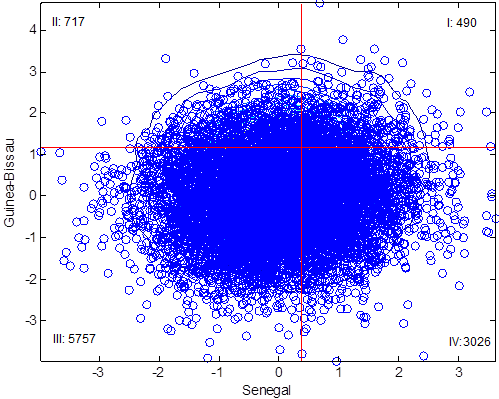 II: 717
I: 490
4
3
2
1
0
-1
-2
-3
Guinea-Bissau
III: 5757
IV:3026
-3
-2
-1
0
1
2
3
Senegal